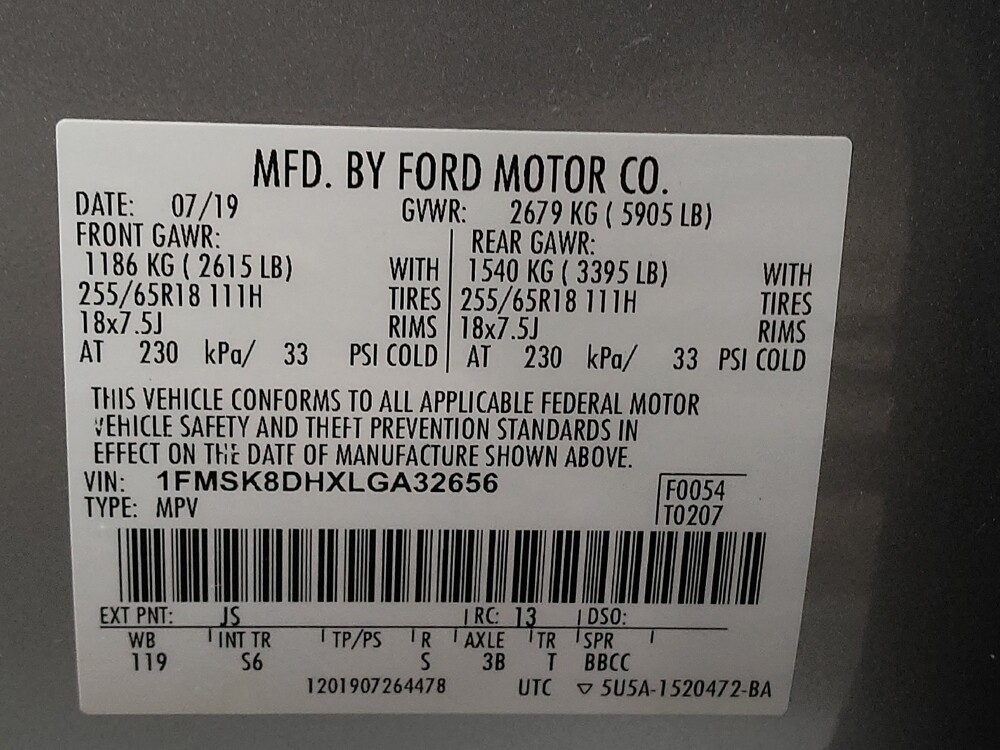 MFD. BY FORD MOTOR CO.
DATE: 07/19 GVWR: 2679 KG ( 5905 LB)
FRONT GAWR: REAR GAWR:
1186 KG ( 2615 LB) WITH 1540 KG ( 3395 LB) WITH
255/65R18 111H TIRES 255/65R18 111H TIRES
18x7.5J RIMS 18x7.5J RIMS
AT 230 kPa/ 33 PSI COLD AT 230 kPa/ 33 PSI COLD
THIS VEHICLE CONFORMS TO ALL APPLICABLE FEDERAL MOTOR
VEHICLE SAFETY AND THEFT PREVENTION STANDARDS IN
EFFECT ON THE DATE OF MANUFACTURE SHOWN ABOVE.
VIN: 1FMSK8DHXLGA32656 F0054
TYPE: MPV T0207
EXT PNT: JS RC: 13 DSO:
WB INT TR TP/PS R AXLE TR SPR
119 S6 S 3B T BBCC
1201907264478 UTC ▽ 5U5A-1520472-BA